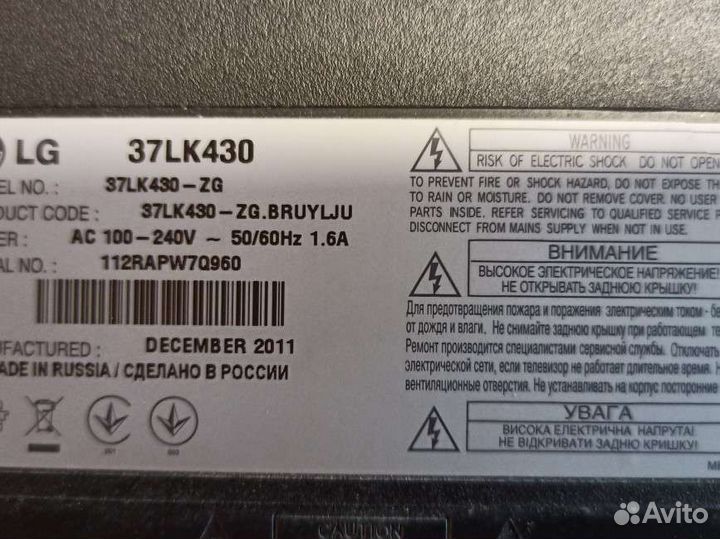 LG 37LK430
EL NO. : 37LK430-ZG
DUCT CODE : 37LK430-ZG.BRUYLJU
ER : AC 100-240V ~ 50/60Hz 1.6A
AL NO. : 112RAPW7Q960
UFACTURED : DECEMBER 2011
ADE IN RUSSIA / СДЕЛАНО В РОССИИ
WARNING
RISK OF ELECTRIC SHOCK DO NOT OPEN
TO PREVENT FIRE OR SHOCK HAZARD, DO NOT EXPOSE TH
TO RAIN OR MOISTURE. DO NOT REMOVE COVER. NO USER
PARTS INSIDE. REFER SERVICING TO QUALIFIED SERVICE P
DISCONNECT FROM MAINS SUPPLY WHEN NOT IN
ВНИМАНИЕ
ВЫСОКОЕ ЭЛЕКТРИЧЕСКОЕ НАПРЯЖЕНИЕ!
НЕ ОТКРЫВАТЬ ЗАДНЮЮ КРЫШКУ!
Для предотвращения пожара и поражения электрическим током - бе
от дождя и влаги. Не снимайте заднюю крышку при работающем те
Ремонт производится специалистами сервисной службы. Отключать
электрической сети, если телевизор не работает длительное время. Н
вентиляционные отверстия. Не ставить на корпус посторонние
УВАГА
ВИСОКА ЕЛЕКТРИЧНА НАПРУГА!
НЕ ВІДКРИВАТИ ЗАДНЮ КРИШКУ!
CAUTION
Avito